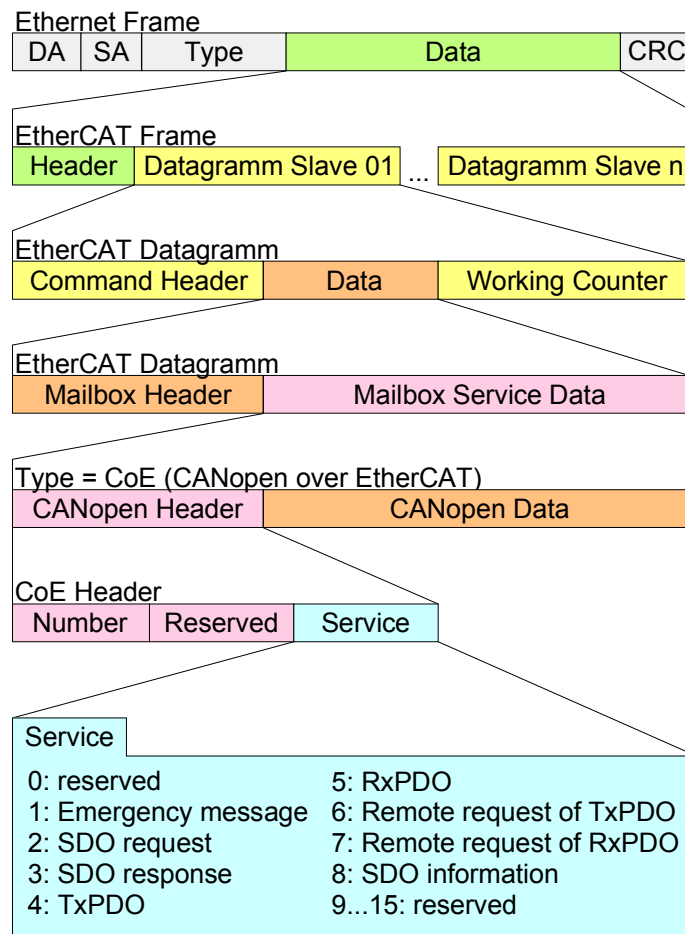 Ethernet Frame
DA SA Type Data CRC
EtherCAT Frame
Header Datagramm Slave 01 ... Datagramm Slave n
EtherCAT Datagramm
Command Header Data Working Counter
EtherCAT Datagramm
Mailbox Header Mailbox Service Data
Type = CoE (CANopen over EtherCAT)
CANopen Header CANopen Data
CoE Header
Number Reserved Service
Service
0: reserved
1: Emergency message
2: SDO request
3: SDO response
4: TxPDO
5: RxPDO
6: Remote request of TxPDO
7: Remote request of RxPDO
8: SDO information
9...15: reserved